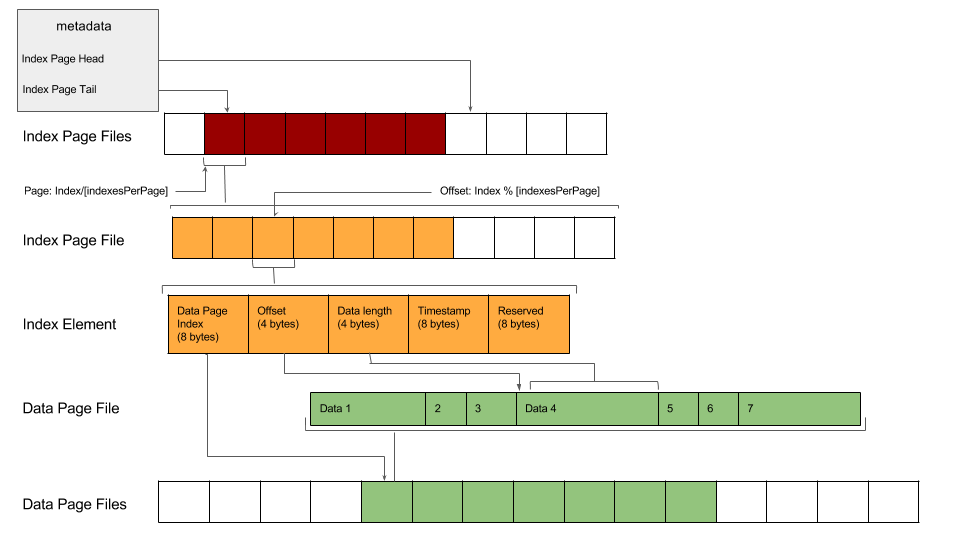 metadata
Index Page Head
Index Page Tail
Index Page Files
Page: Index/[indexesPerPage]
Offset: Index % [indexesPerPage]
Index Page File
Index Element
Data Page
Index
(8 bytes)
Offset
(4 bytes)
Data length
(4 bytes)
Timestamp
(8 bytes)
Reserved
(8 bytes)
Data Page File
Data 1
2
3
Data 4
5
6
7
Data Page Files